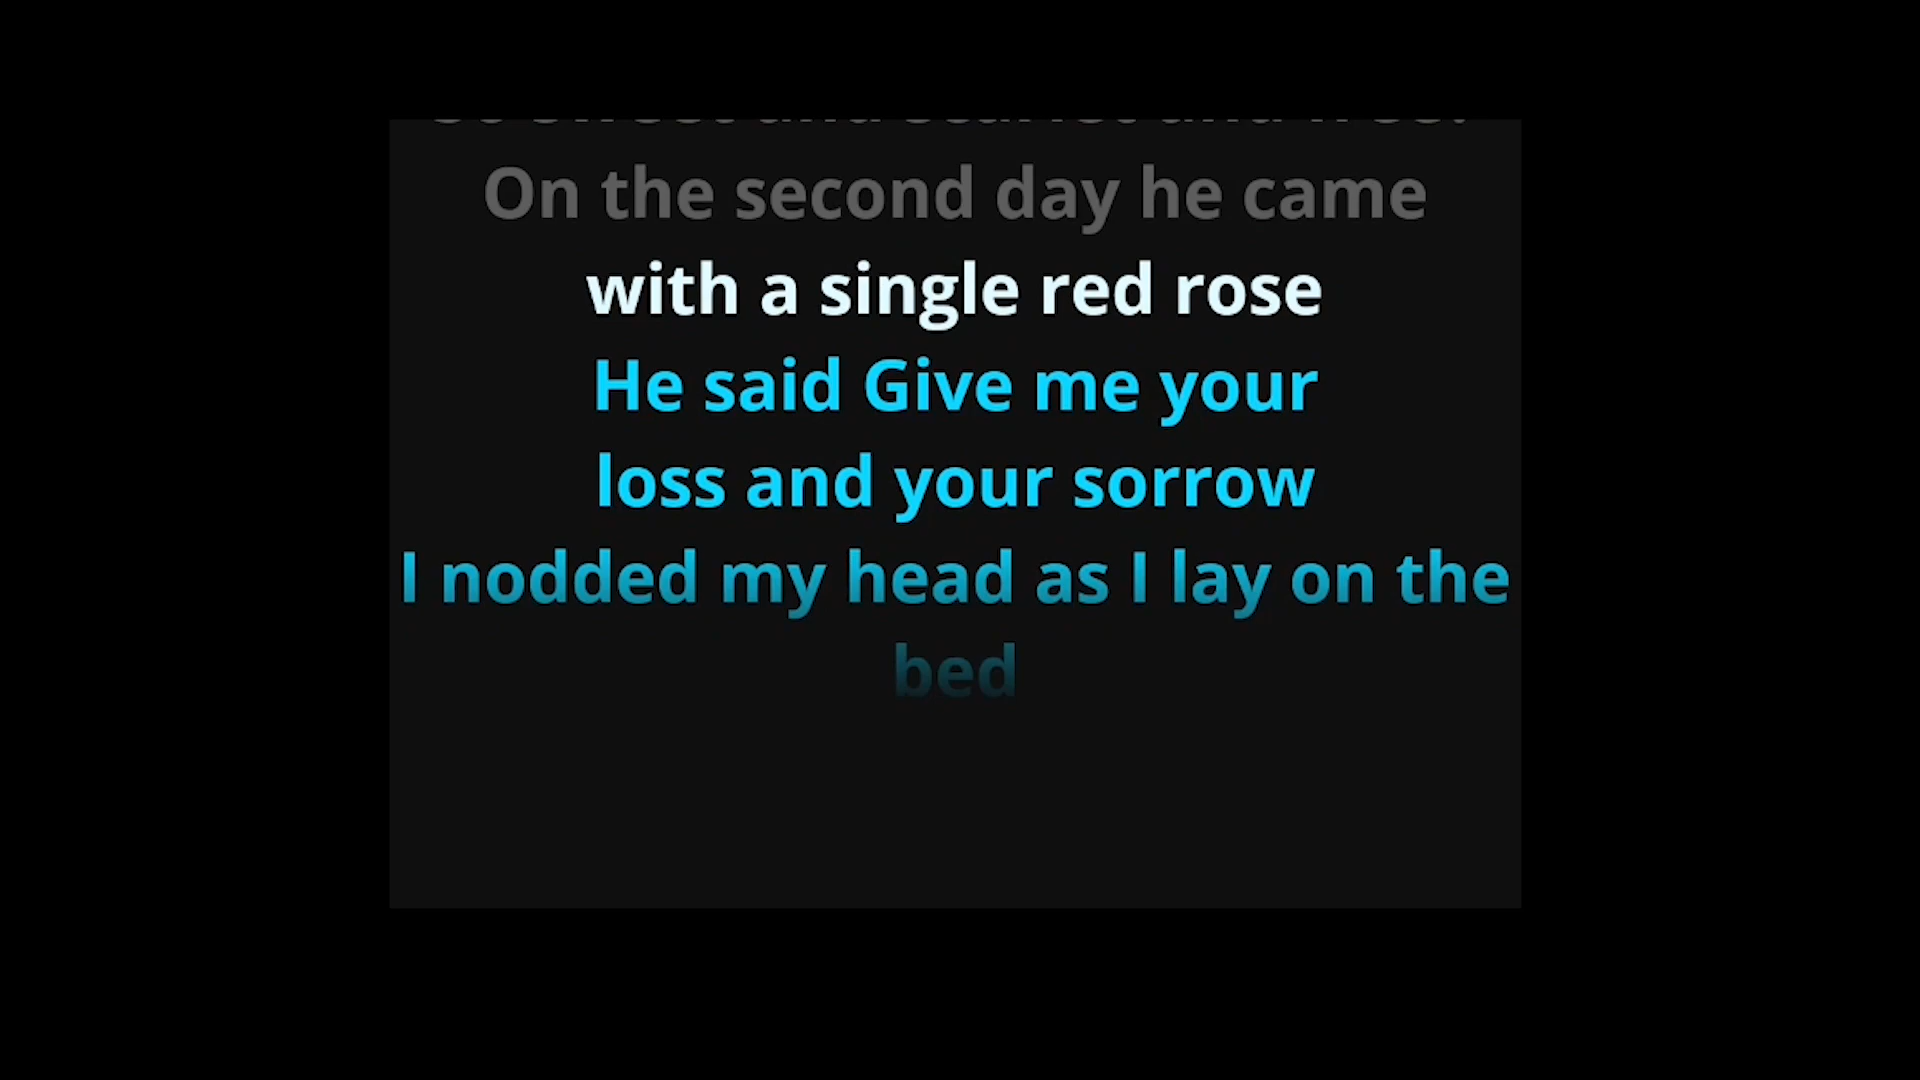 On the second day he came
with a single red rose
He said Give me your
loss and your sorrow
I nodded my head as I lay on the
bed